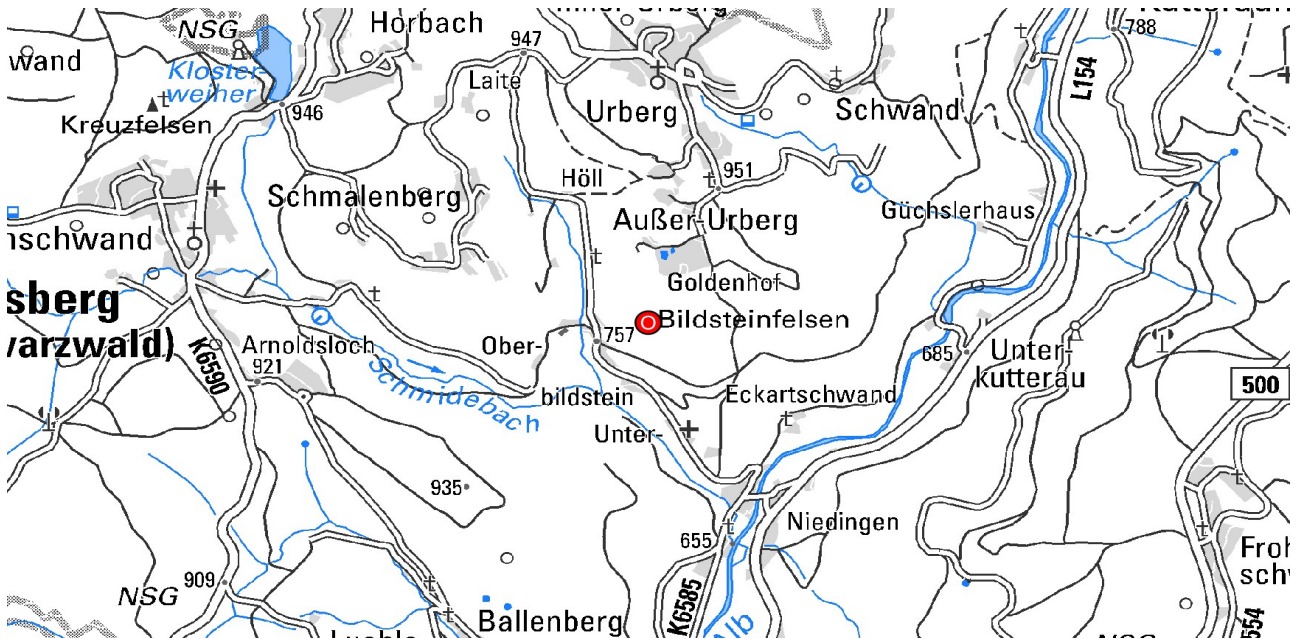 NSG
Horbach
947
788
wand
Kloster-
weiher
Laite
L154
946
Kreuzfelsen
Urberg
Schwand
951
Höll
Schmalenberg
Außer-Urberg
Güchslerhaus
nschwand
Goldenhof
sberg
Bildsteinfelsen
757
varzwald)
K6590
Arnoldsloch
921
Ober-
685
Unter-
kutterau
Schmidebach
bildstein
Eckartschwand
500
Unter-
935
Niedingen
655
Froh
schw
909
NSG
K6585
Alb
Ballenberg
654
NSG